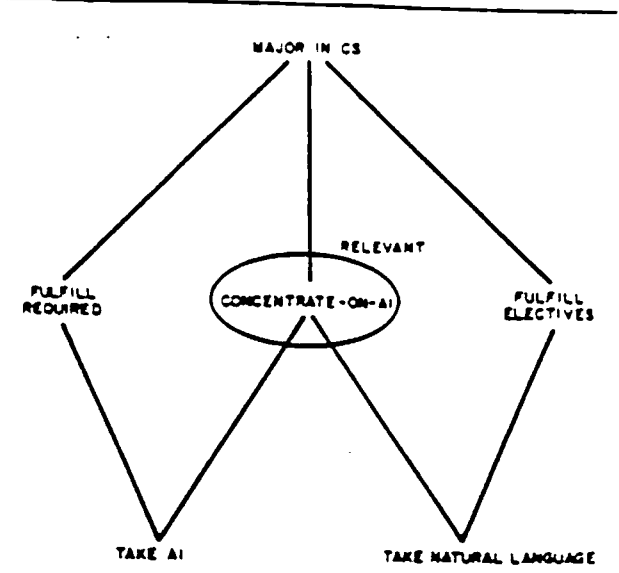 MAJOR IN CS
RELEVANT
FULFILL
REQUIRED
CONCENTRATE-ON-AI
FULFILL
ELECTIVES
TAKE AI
TAKE NATURAL LANGUAGE